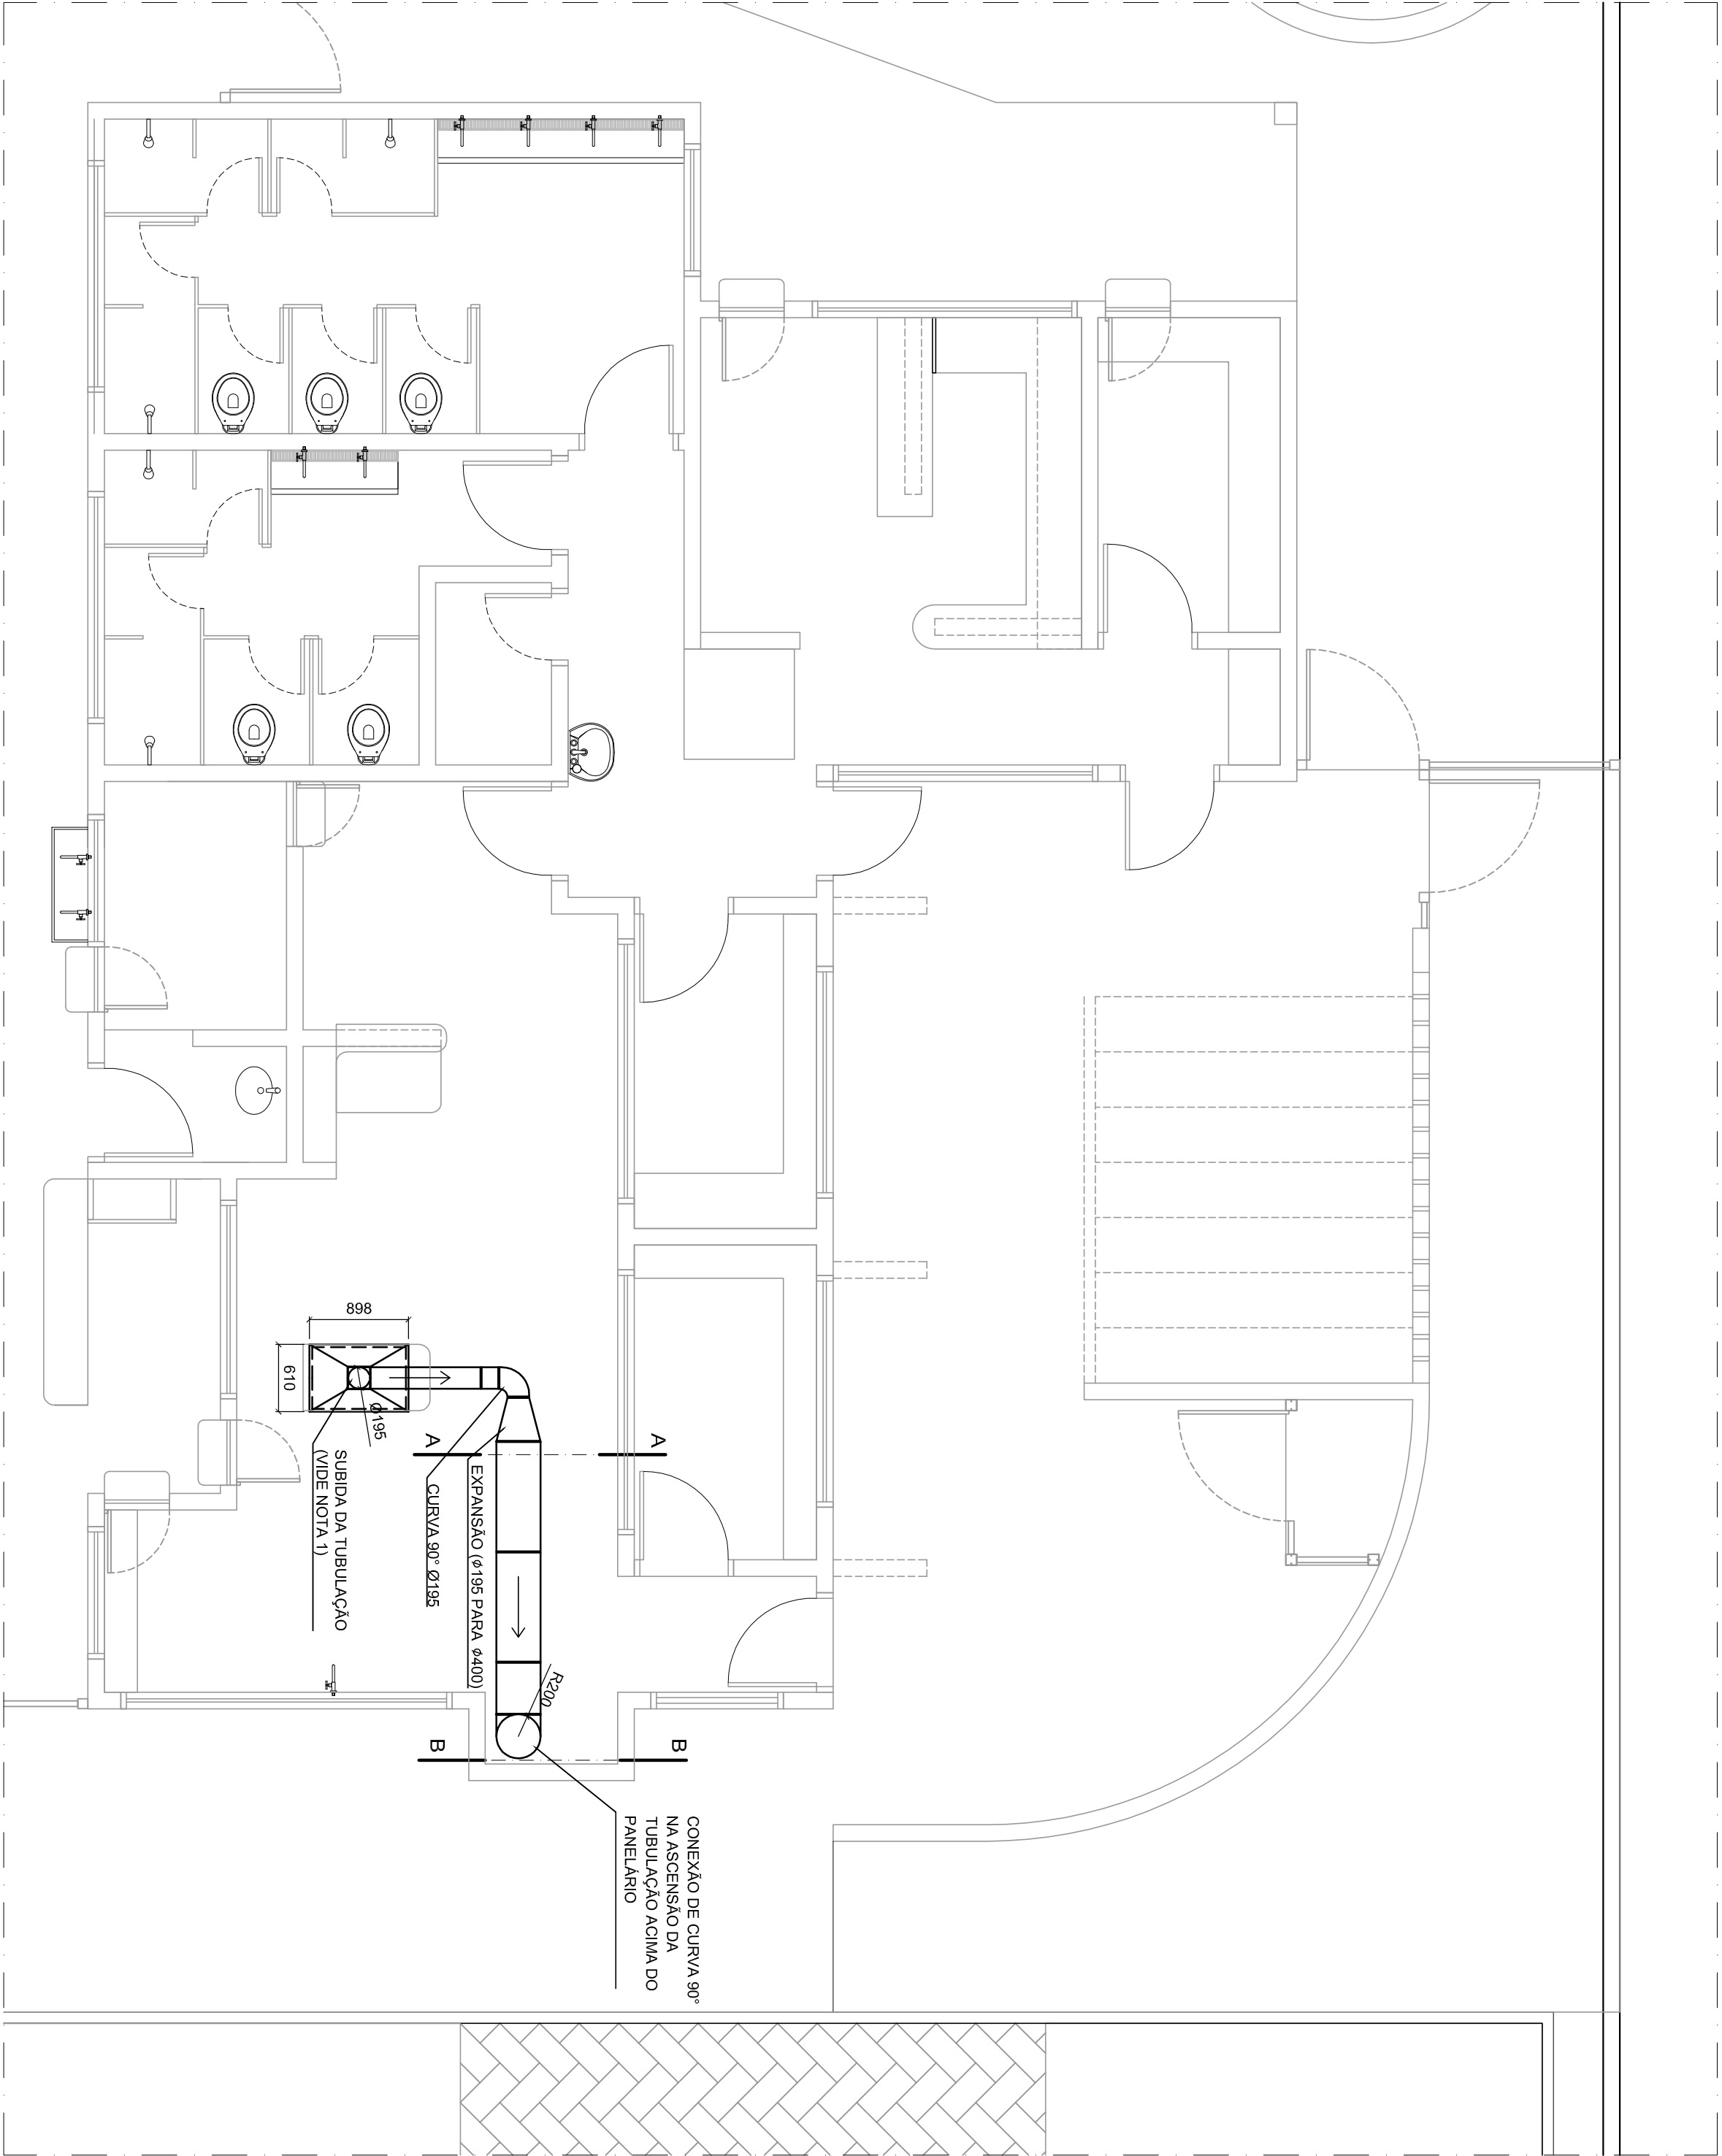 898
610
Ø195
SUBIDA DA TUBULAÇÃO
(VIDE NOTA 1)
A
A
CURVA 90° Ø195
EXPANSÃO (Ø195 PARA Ø400)
R200
B
B
CONEXÃO DE CURVA 90°
NA ASCENSÃO DA
TUBULAÇÃO ACIMA DO
PANELÁRIO